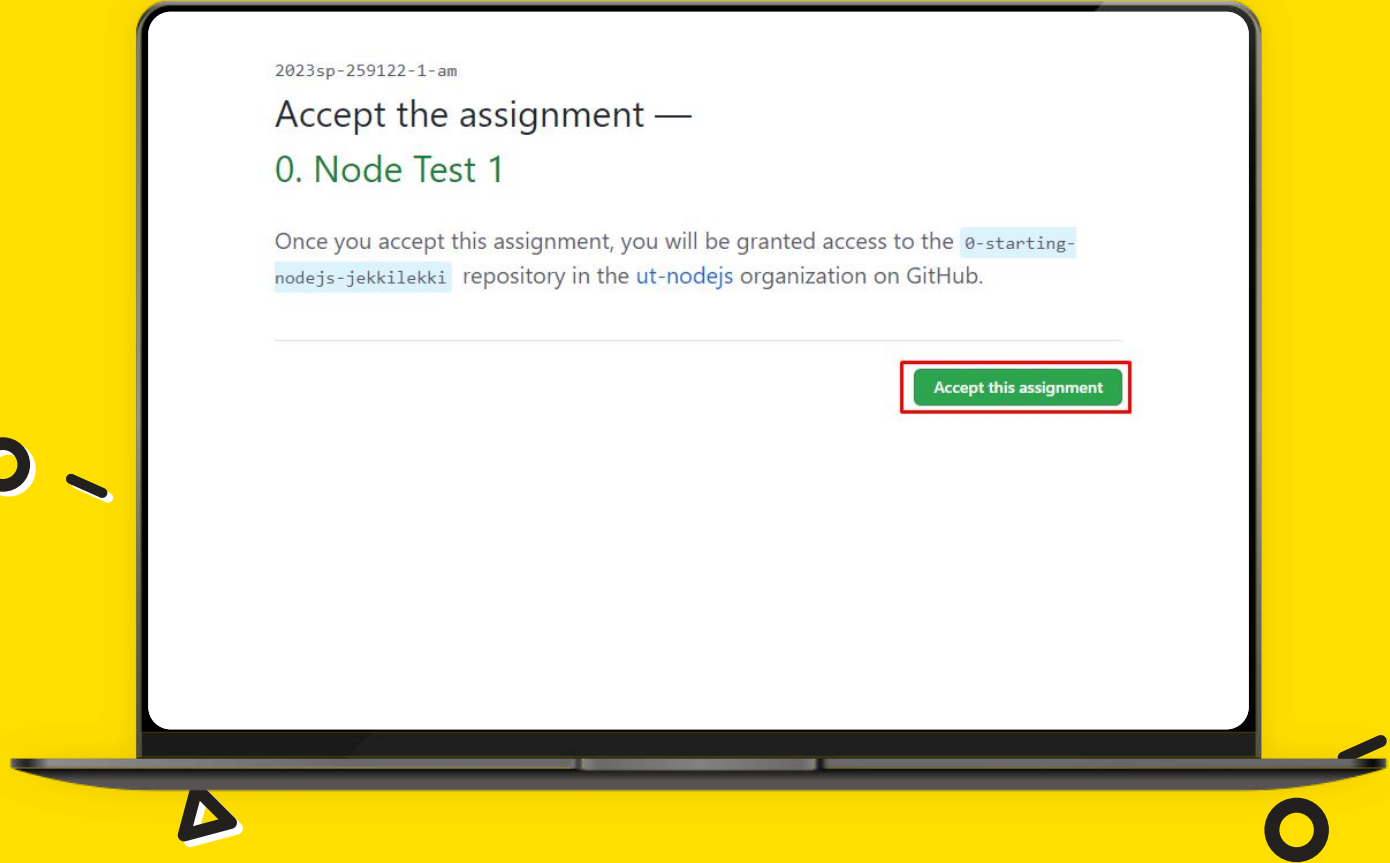 2023sp-259122-1-am
Accept the assignment —
0. Node Test 1
Once you accept this assignment, you will be granted access to the 0-starting-
nodejs-jekkilekki repository in the ut-nodejs organization on GitHub.
Accept this assignment